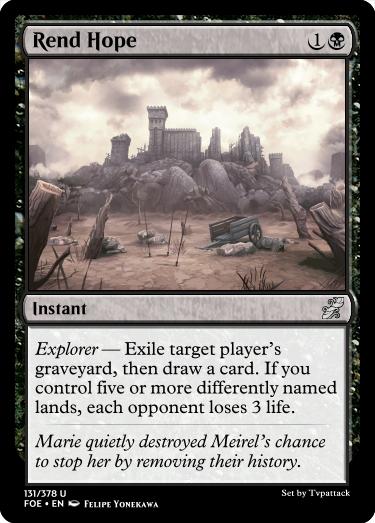 Rend Hope 1
Instant
Explorer — Exile target player's
graveyard, then draw a card. If you
control five or more differently named
lands, each opponent loses 3 life.
Marie quietly destroyed Meirel's chance
to stop her by removing their history.
131/378 U
FOE • EN Felipe Yonekawa
Set by Tvpattack